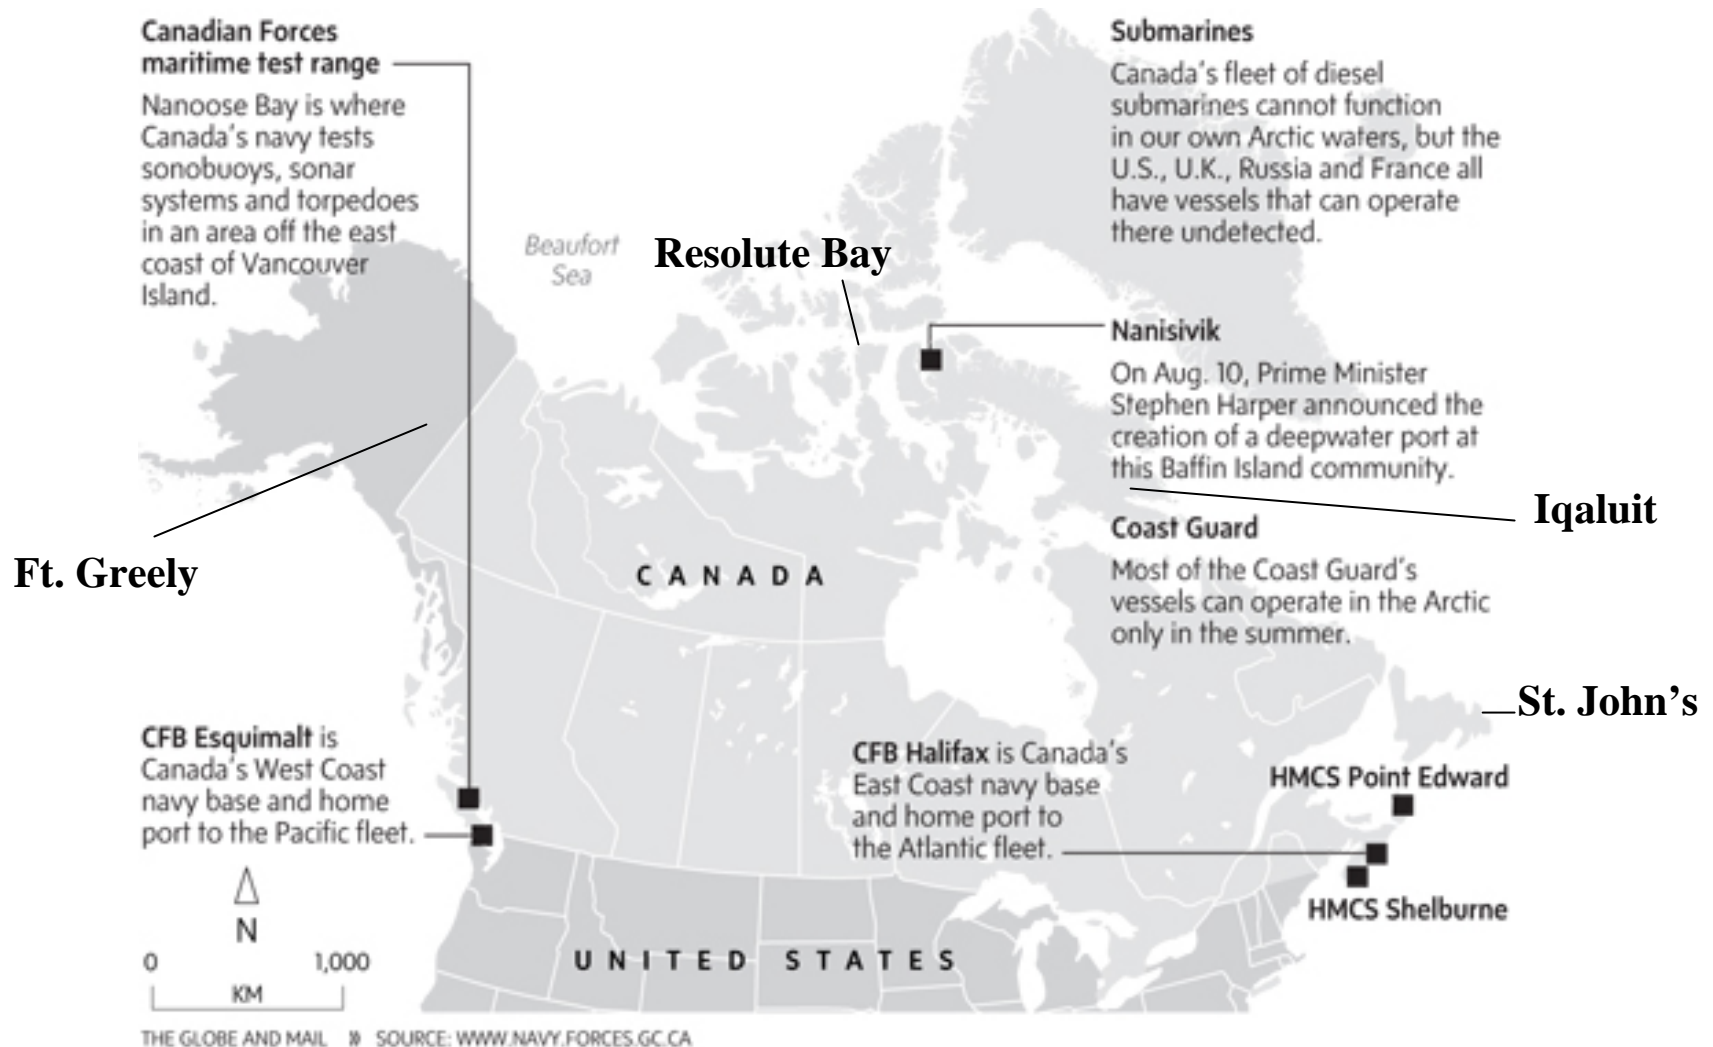 Canadian Forces
maritime test range
Nanoose Bay is where
Canada's navy tests
sonobuoys, sonar
systems and torpedoes
in an area off the east
coast of Vancouver
Island.
Beaufort
Sea
Resolute Bay
Submarines
Canada's fleet of diesel
submarines cannot function
in our own Arctic waters, but the
U.S., U.K., Russia and France all
have vessels that can operate
there undetected.
Nanisivik
On Aug. 10, Prime Minister
Stephen Harper announced the
creation of a deepwater port at
this Baffin Island community.
Iqaluit
Coast Guard
Most of the Coast Guard's
vessels can operate in the Arctic
only in the summer.
Ft. Greely
CANADA
St. John's
CFB Esquimalt is
Canada's West Coast
navy base and home
port to the Pacific fleet.
CFB Halifax is Canada's
East Coast navy base
and home port to
the Atlantic fleet.
HMCS Point Edward
HMCS Shelburne
N
0 1,000
KM
UNITED STATES
THE GLOBE AND MAIL » SOURCE: WWW.NAVY.FORCES.GC.CA